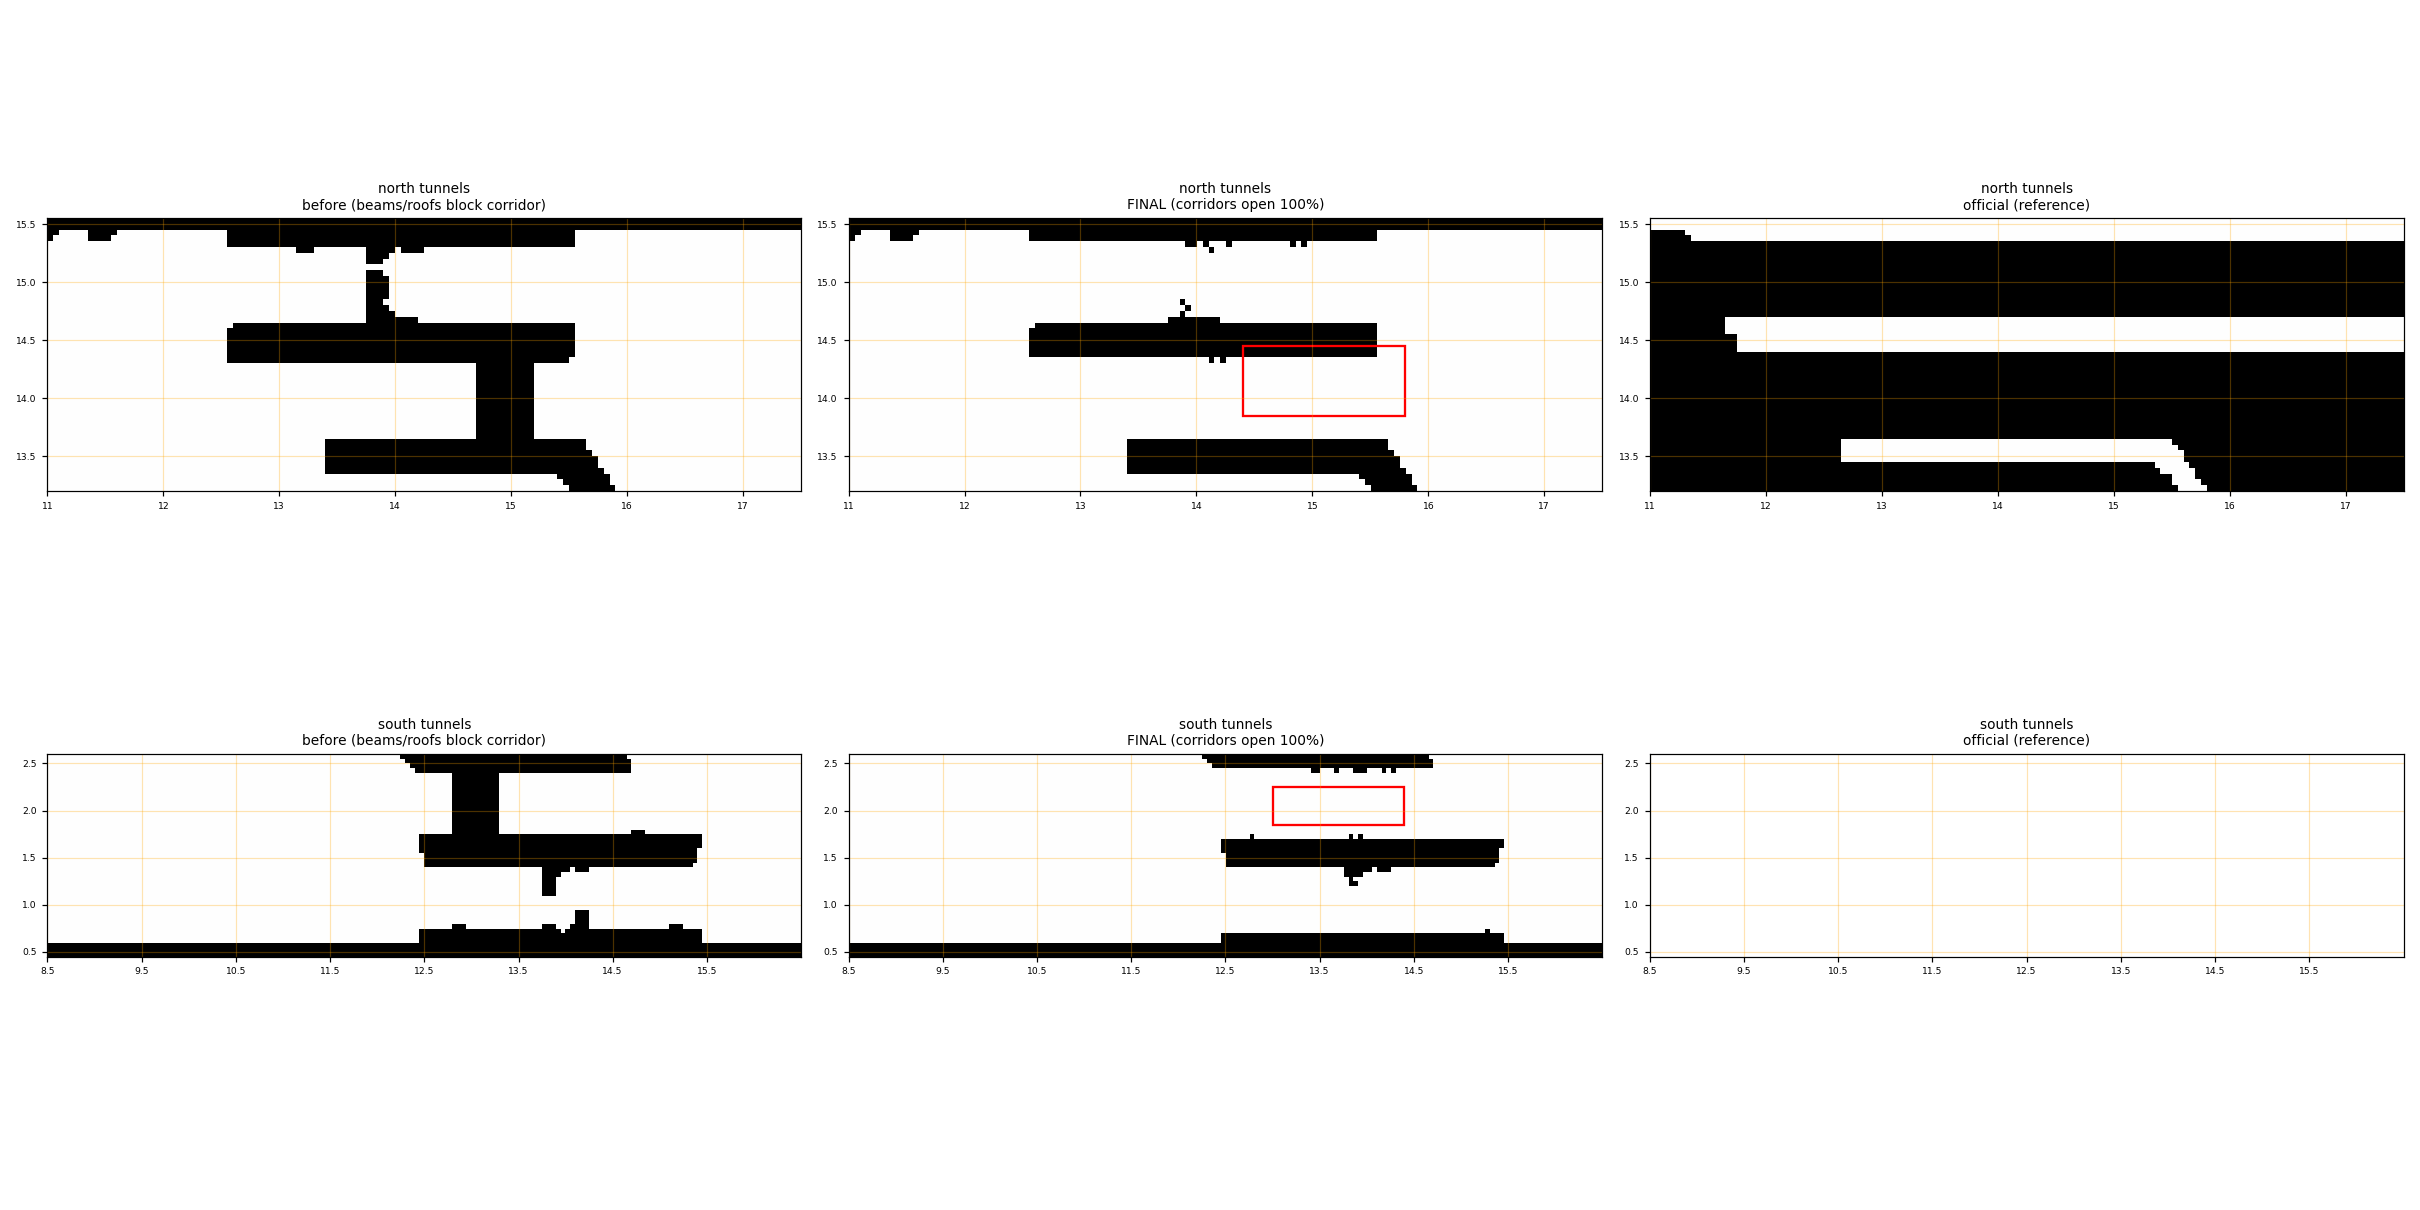 north tunnels
before (beams/roofs block corridor)
north tunnels
FINAL (corridors open 100%)
north tunnels
official (reference)
15.5
15.0
14.5
14.0
13.5
11 12 13 14 15 16 17
15.5
15.0
14.5
14.0
13.5
11 12 13 14 15 16 17
15.5
15.0
14.5
14.0
13.5
11 12 13 14 15 16 17
south tunnels
before (beams/roofs block corridor)
south tunnels
FINAL (corridors open 100%)
south tunnels
official (reference)
2.5
2.0
1.5
1.0
0.5
8.5 9.5 10.5 11.5 12.5 13.5 14.5 15.5
2.5
2.0
1.5
1.0
0.5
8.5 9.5 10.5 11.5 12.5 13.5 14.5 15.5
2.5
2.0
1.5
1.0
0.5
8.5 9.5 10.5 11.5 12.5 13.5 14.5 15.5